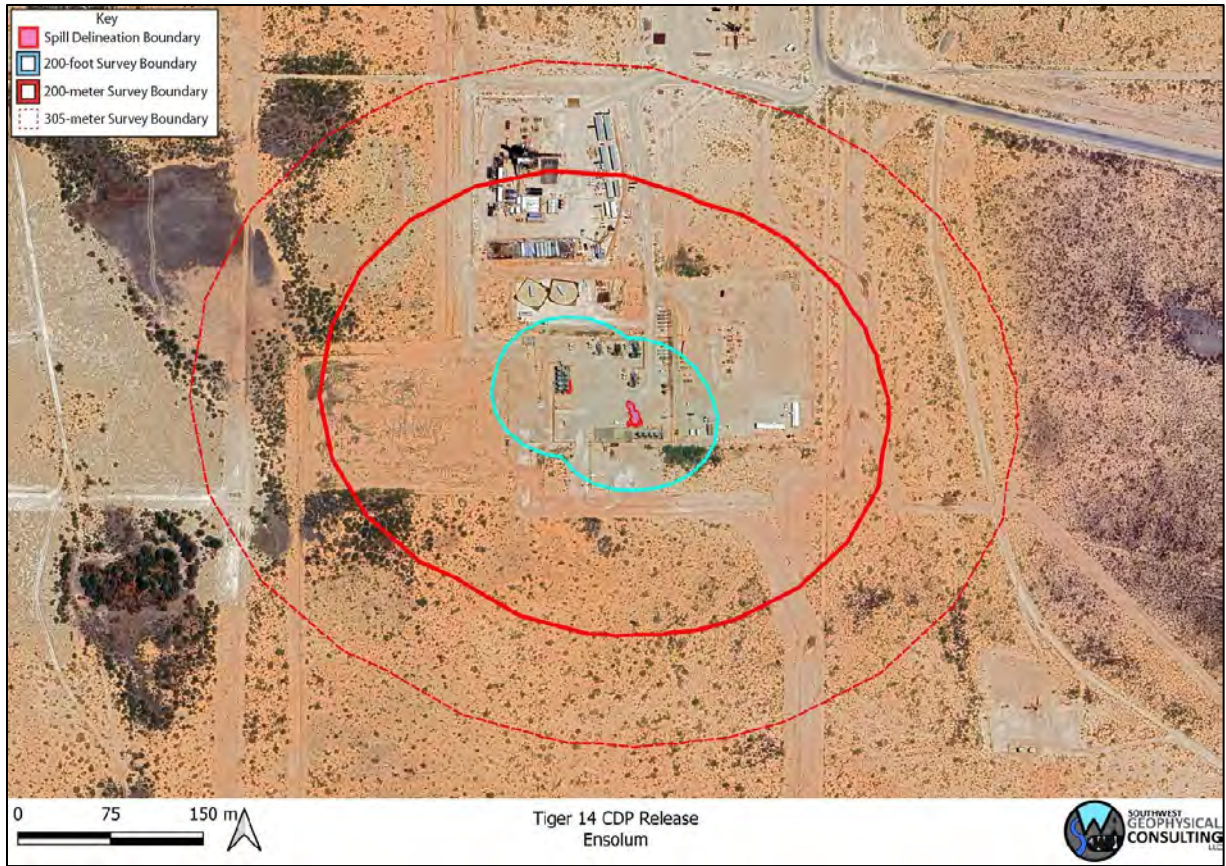 Key
Spill Delineation Boundary
200-foot Survey Boundary
200-meter Survey Boundary
305-meter Survey Boundary
0 75 150 m
Tiger 14 CDP Release
Ensolum
SOUTHWEST
GEOPHYSICAL
CONSULTING
LLC